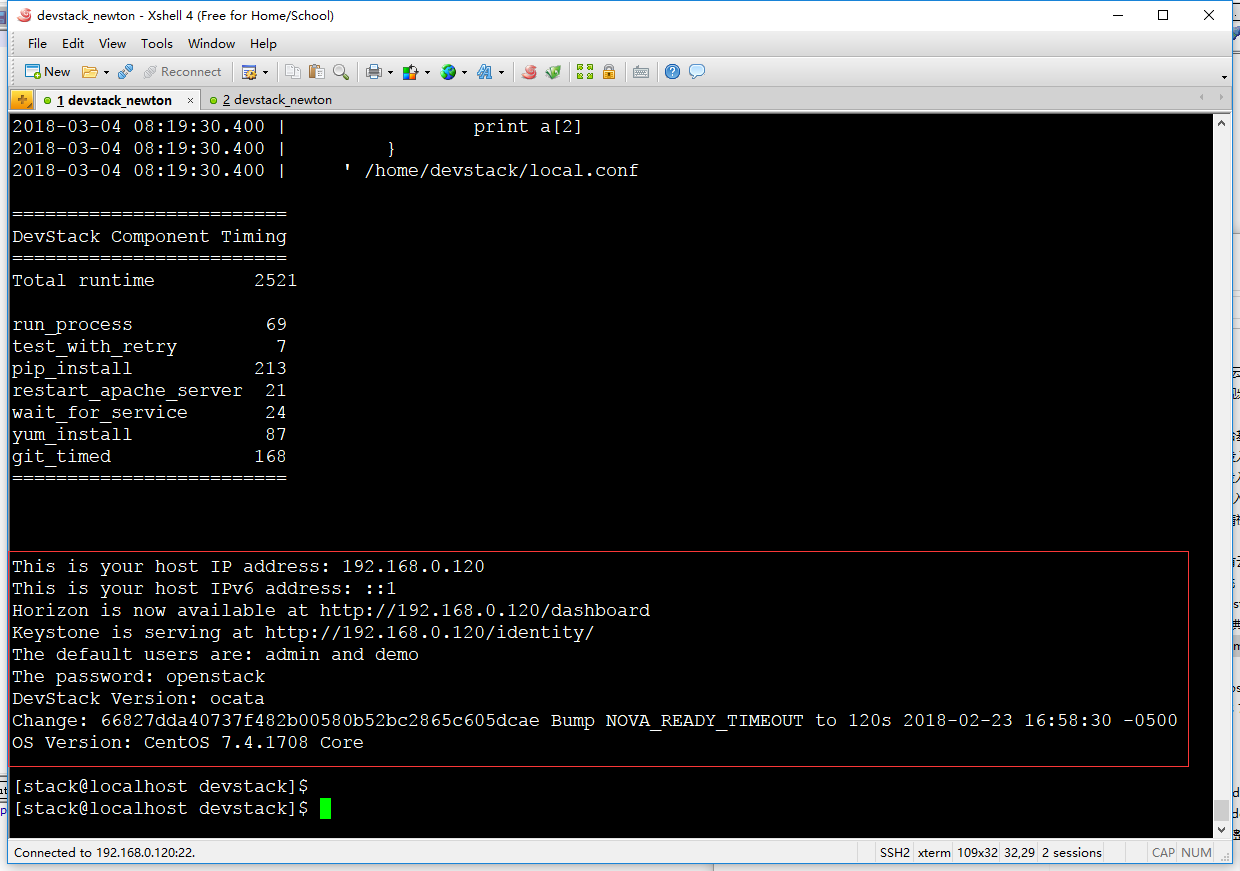 devstack_newton - Xshell 4 (Free for Home/School)
File Edit View Tools Window Help
New Reconnect
1 devstack_newton × 2 devstack_newton
2018-03-04 08:19:30.400 | print a[2]
2018-03-04 08:19:30.400 | }
2018-03-04 08:19:30.400 | ' /home/devstack/local.conf
=========================
DevStack Component Timing
=========================
Total runtime 2521
run_process 69
test_with_retry 7
pip_install 213
restart_apache_server 21
wait_for_service 24
yum_install 87
git_timed 168
=========================
This is your host IP address: 192.168.0.120
This is your host IPv6 address: ::1
Horizon is now available at http://192.168.0.120/dashboard
Keystone is serving at http://192.168.0.120/identity/
The default users are: admin and demo
The password: openstack
DevStack Version: ocata
Change: 66827dda40737f482b00580b52bc2865c605dcae Bump NOVA_READY_TIMEOUT to 120s 2018-02-23 16:58:30 -0500
OS Version: CentOS 7.4.1708 Core
[stack@localhost devstack]$
[stack@localhost devstack]$
Connected to 192.168.0.120:22. SSH2 xterm 109x32 32,29 2 sessions CAP NUM